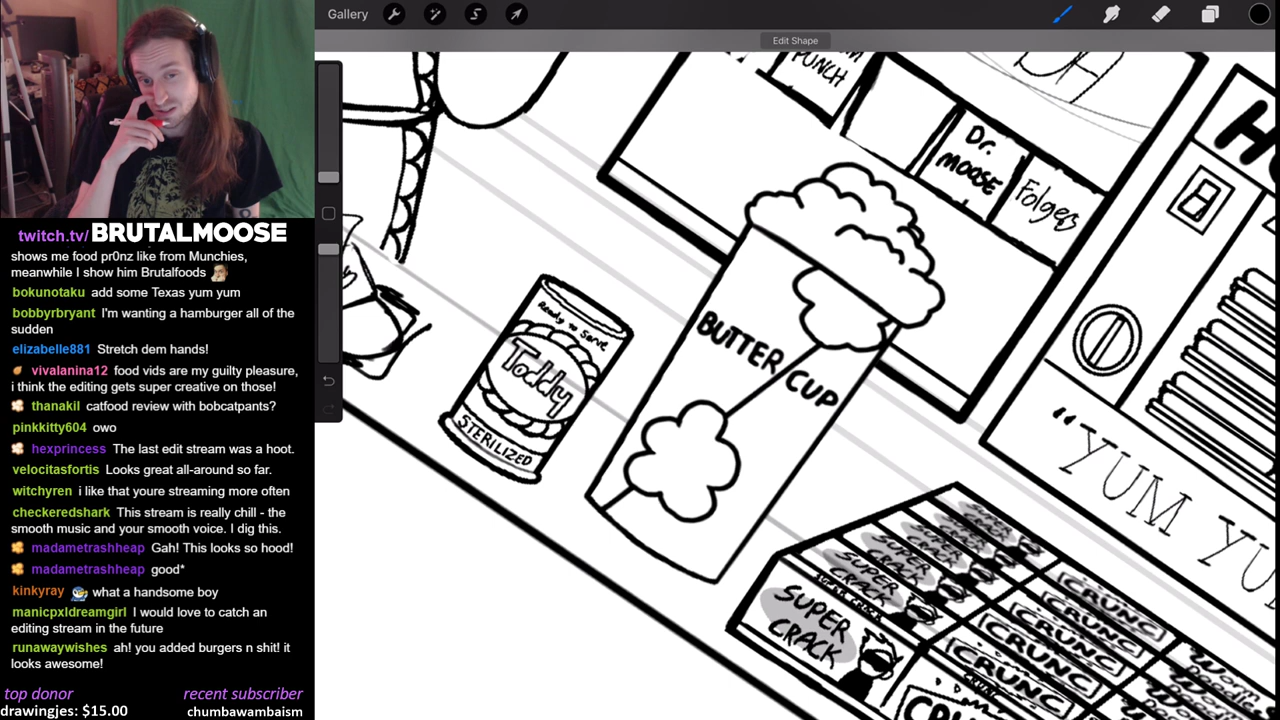 Gallery
Edit Shape
twitch.tv/BRUTALMOOSE
shows me food pr0nz like from Munchies,
meanwhile I show him Brutalfoods
bokunotaku add some Texas yum yum
bobbyrbryant I'm wanting a hamburger all of the
sudden
elizabelle881 Stretch dem hands!
vivalanina12 food vids are my guilty pleasure,
i think the editing gets super creative on those!
thanakil catfood review with bobcatpants?
pinkkitty604 owo
hexprincess The last edit stream was a hoot.
velocitasfortis Looks great all-around so far.
witchyren i like that youre streaming more often
checkeredshark This stream is really chill - the
smooth music and your smooth voice. I dig this.
madametrashheap Gah! This looks so hood!
madametrashheap good*
kinkyray what a handsome boy
manicpxldreamgirl I would love to catch an
editing stream in the future
runawaywishes ah! you added burgers n shit! it
looks awesome!
top donor
drawingjes: $15.00
recent subscriber
chumbawambaism
PUNCH
Dr.
MOOSE
Folgers
Ready to Serve
Toddy
STERILIZED
BUTTER CUP
"YUM YU
SUPER
CRACK
SUPER
CRACK
SUPER
CRACK
CRUNC
CRUNC
CRUNC
CRUNC